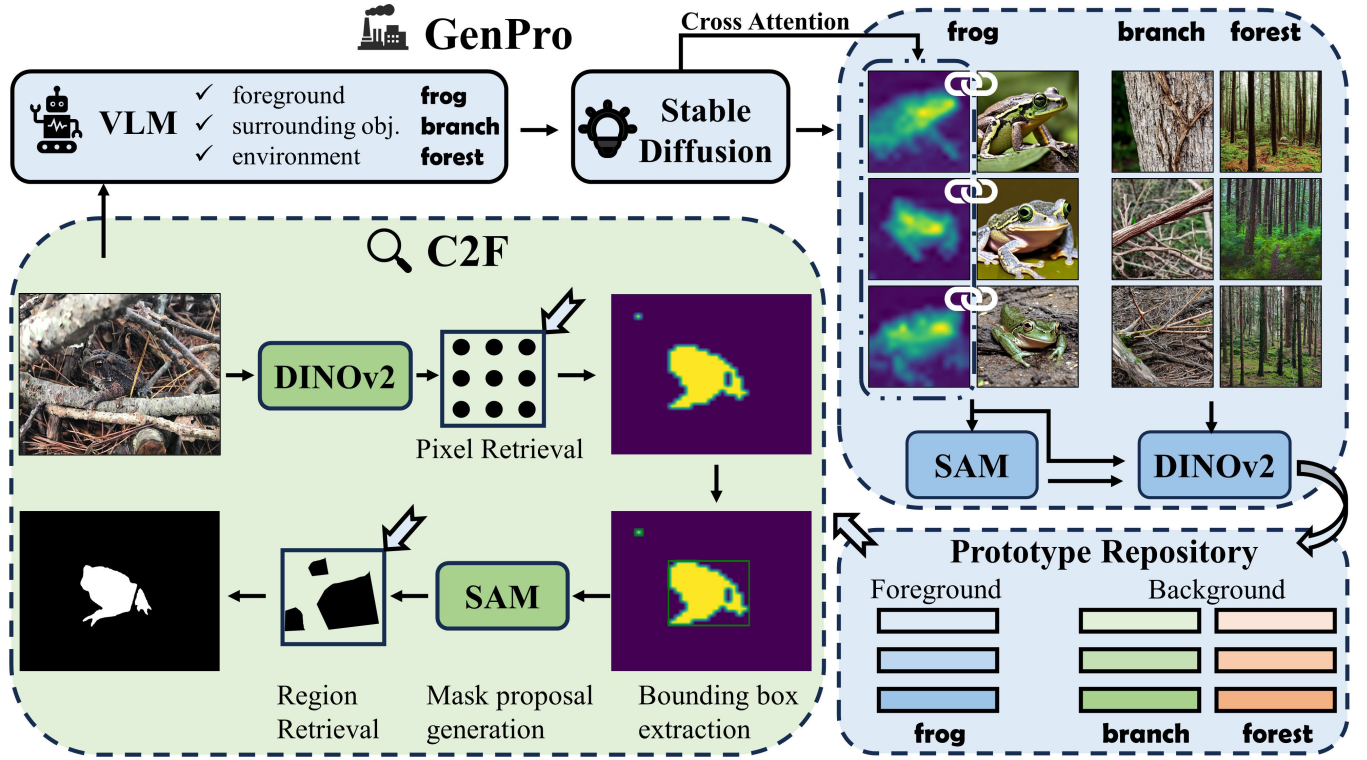 GenPro
Cross Attention
frog branch forest
VLM
✓ foreground frog
✓ surrounding obj. branch
✓ environment forest
Stable
Diffusion
C2F
DINOv2
Pixel Retrieval
SAM
DINOv2
Prototype Repository
Foreground Background
frog branch forest
SAM
Region
Retrieval
Mask proposal
generation
Bounding box
extraction